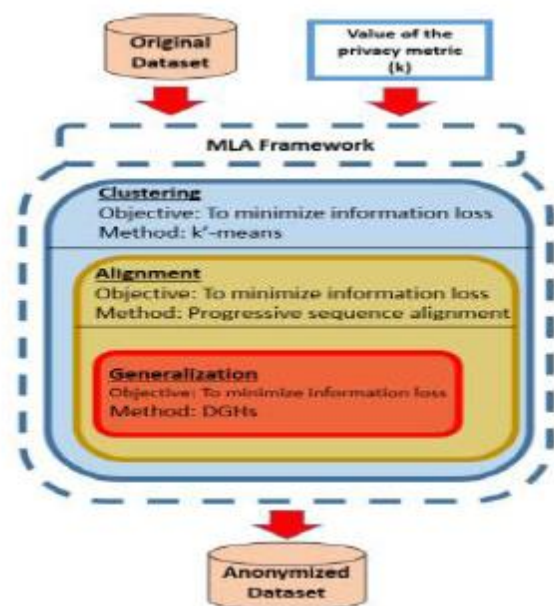 Original
Dataset
Value of the
privacy metric
(k)
MLA Framework
Clustering
Objective: To minimize information loss
Method: k'-means
Alignment
Objective: To minimize information loss
Method: Progressive sequence alignment
Generalization
Objective: To minimize information loss
Method: DGHs
Anonymized
Dataset